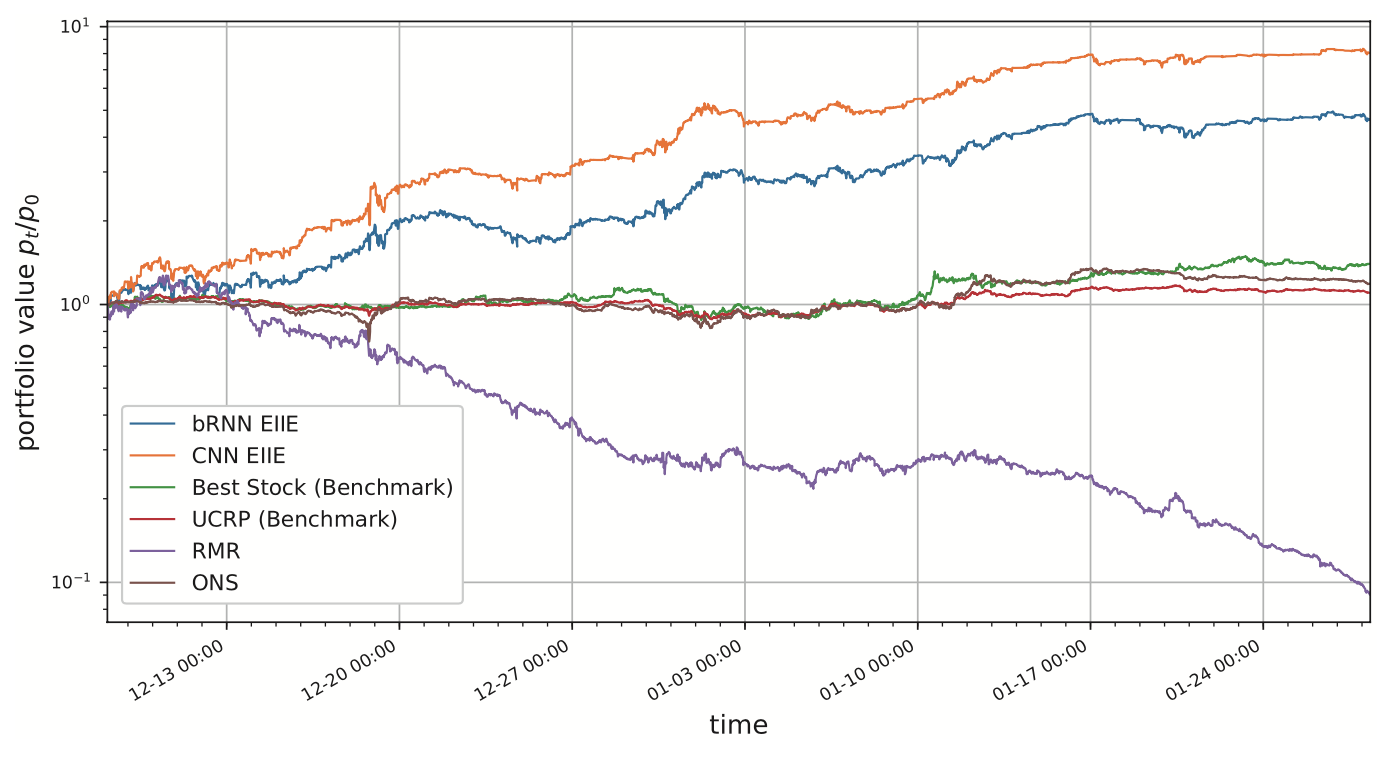 10¹
10⁰
10⁻¹
portfolio value pₜ/p₀
bRNN EIIE
CNN EIIE
Best Stock (Benchmark)
UCRP (Benchmark)
RMR
ONS
12-13 00:00
12-20 00:00
12-27 00:00
01-03 00:00
01-10 00:00
01-17 00:00
01-24 00:00
time